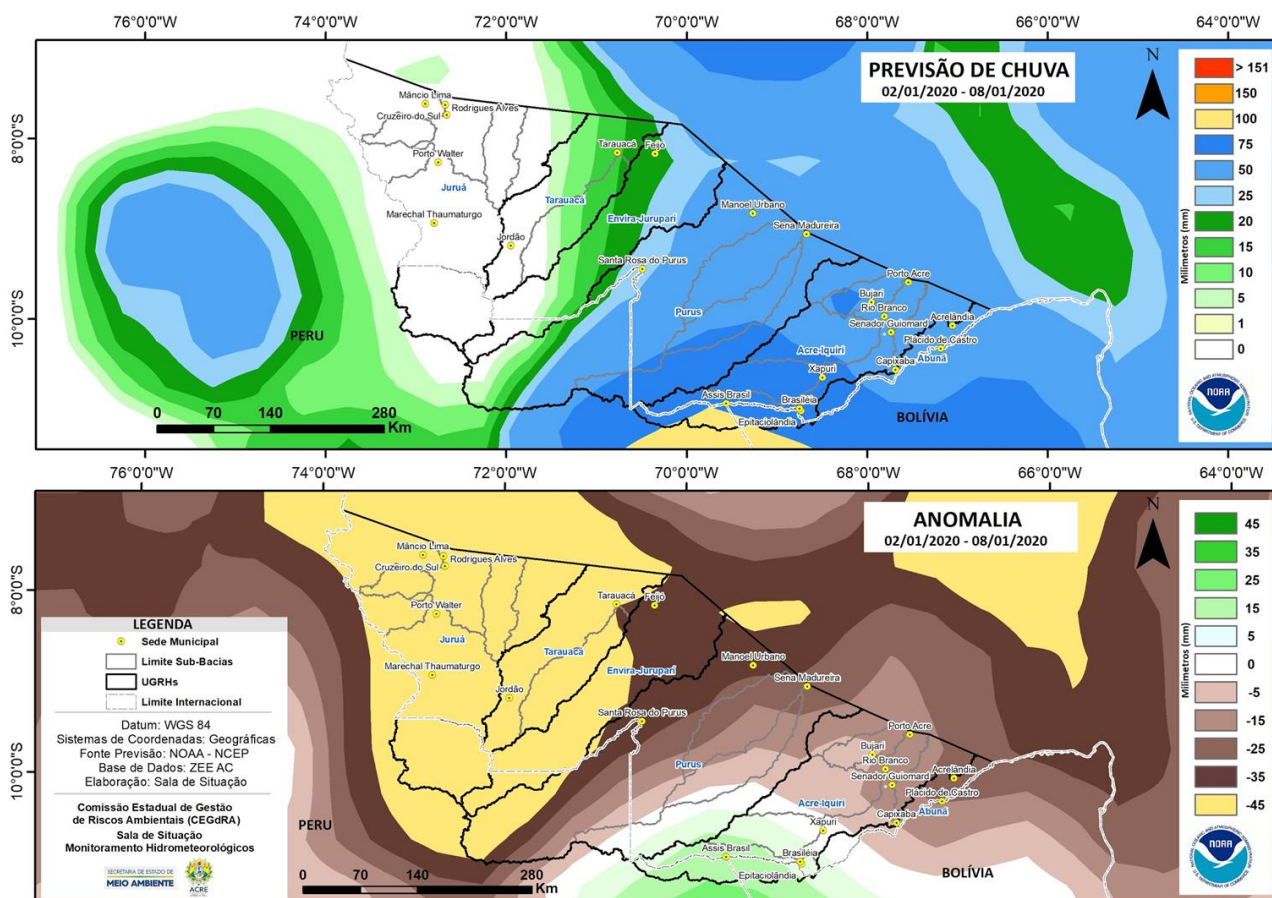 76°0'0"W 74°0'0"W 72°0'0"W 70°0'0"W 68°0'0"W 66°0'0"W 64°0'0"W
PREVISÃO DE CHUVA
02/01/2020 - 08/01/2020
N
> 151
150
100
75
50
25
20
15
10
5
1
0
Milímetros (mm)
NOAA
8°0'0"S
10°0'0"S
Mâncio Lima
Rodrigues Alves
Cruzeiro do Sul
Porto Walter
Juruá
Marechal Thaumaturgo
Jordão
Tarauacá
Feijó
Tarauacá
Envira-Jurupari
Manoel Urbano
Sena Madureira
Santa Rosa do Purus
Purus
Porto Acre
Bujari
Rio Branco
Senador Guiomard
Acrelândia
Plácido de Castro
Abunã
Acre-Iquiri
Capixaba
Xapuri
Assis Brasil
Brasiléia
Epitaciolândia
PERU
BOLÍVIA
0 70 140 280
Km
76°0'0"W 74°0'0"W 72°0'0"W 70°0'0"W 68°0'0"W 66°0'0"W 64°0'0"W
ANOMALIA
02/01/2020 - 08/01/2020
N
45
35
25
15
5
0
-5
-15
-25
-35
-45
Milímetros (mm)
NOAA
8°0'0"S
10°0'0"S
Mâncio Lima
Rodrigues Alves
Cruzeiro do Sul
Porto Walter
Juruá
Marechal Thaumaturgo
Jordão
Tarauacá
Feijó
Tarauacá
Envira-Jurupari
Manoel Urbano
Sena Madureira
Santa Rosa do Purus
Purus
Porto Acre
Bujari
Rio Branco
Senador Guiomard
Acrelândia
Plácido de Castro
Abunã
Acre-Iquiri
Capixaba
Xapuri
Assis Brasil
Brasiléia
Epitaciolândia
PERU
BOLÍVIA
0 70 140 280
Km
LEGENDA
Sede Municipal
Limite Sub-Bacias
UGRHs
Limite Internacional
Datum: WGS 84
Sistemas de Coordenadas: Geográficas
Fonte Previsão: NOAA - NCEP
Base de Dados: ZEE AC
Elaboração: Sala de Situação
Comissão Estadual de Gestão
de Riscos Ambientais (CEGdRA)
Sala de Situação
Monitoramento Hidrometeorológicos
SECRETARIA DE ESTADO DE
MEIO AMBIENTE
ACRE